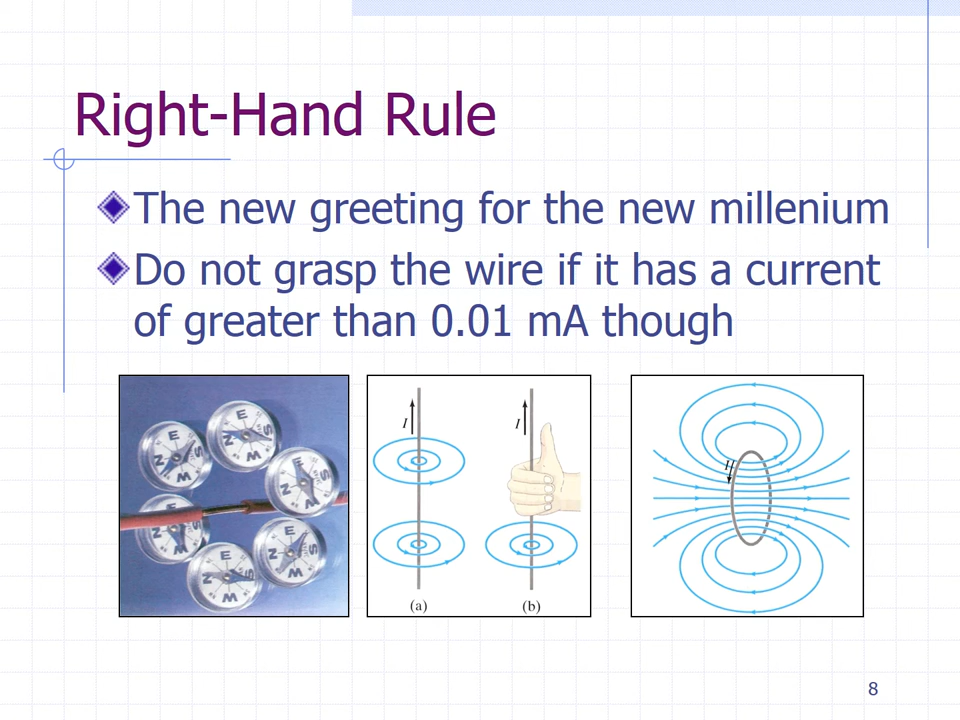 Right-Hand Rule
The new greeting for the new millenium
Do not grasp the wire if it has a current
of greater than 0.01 mA though
E
S
W
N
E
S
W
N
E
S
W
N
E
S
W
N
E
S
W
N
I
I
(a)
(b)
I
8